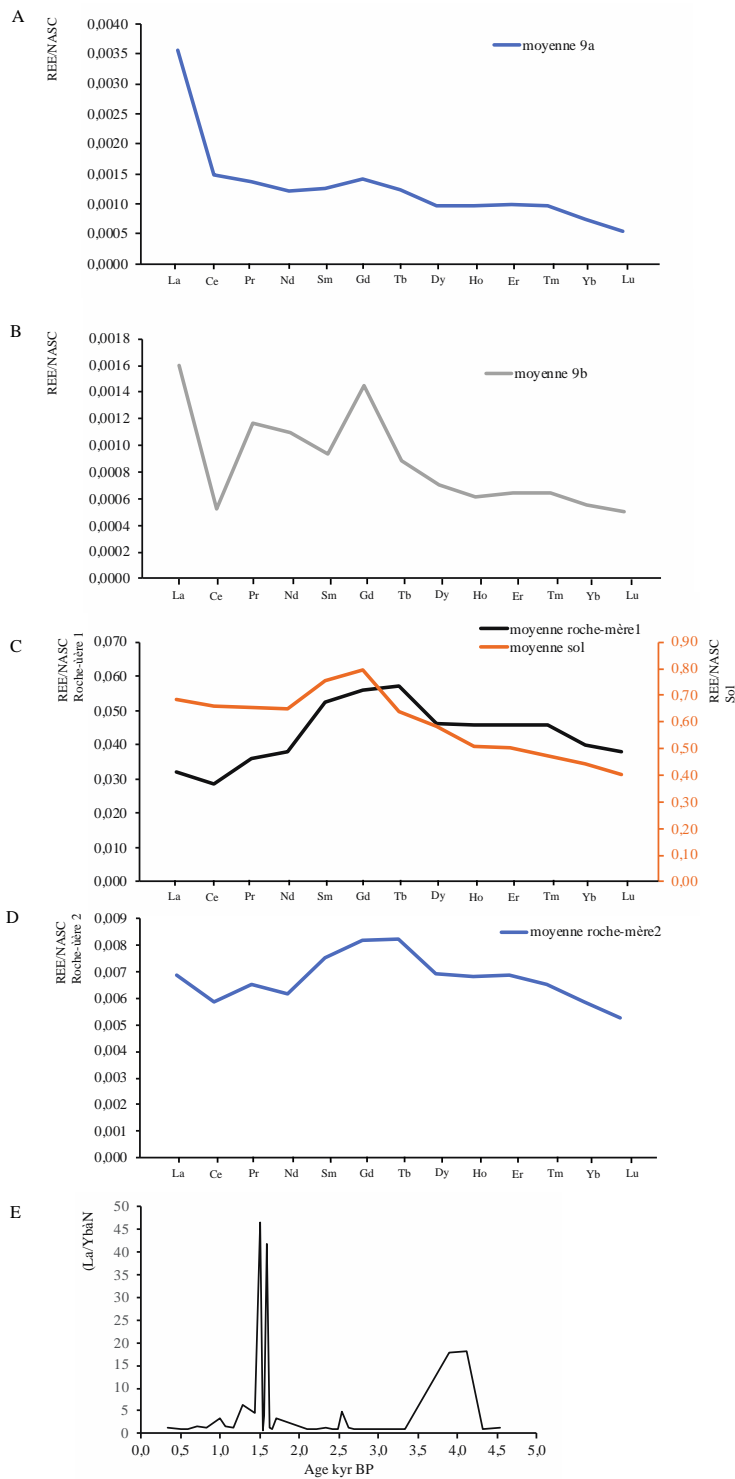 A
REE/NASC
0,0040
0,0035
0,0030
0,0025
0,0020
0,0015
0,0010
0,0005
0,0000
moyenne 9a
La Ce Pr Nd Sm Gd Tb Dy Ho Er Tm Yb Lu
B
REE/NASC
0,0018
0,0016
0,0014
0,0012
0,0010
0,0008
0,0006
0,0004
0,0002
0,0000
moyenne 9b
La Ce Pr Nd Sm Gd Tb Dy Ho Er Tm Yb Lu
C
REE/NASC
Roche-ùère 1
0,070
0,060
0,050
0,040
0,030
0,020
0,010
0,000
moyenne roche-mère1
moyenne sol
0,90
0,80
0,70
0,60
0,50
0,40
0,30
0,20
0,10
0,00
REE/NASC
Sol
La Ce Pr Nd Sm Gd Tb Dy Ho Er Tm Yb Lu
D
REE/NASC
Roche-ùère 2
0,009
0,008
0,007
0,006
0,005
0,004
0,003
0,002
0,001
0,000
moyenne roche-mère2
La Ce Pr Nd Sm Gd Tb Dy Ho Er Tm Yb Lu
E
(La/YbàN
50
45
40
35
30
25
20
15
10
5
0
0,0 0,5 1,0 1,5 2,0 2,5 3,0 3,5 4,0 4,5 5,0
Age kyr BP